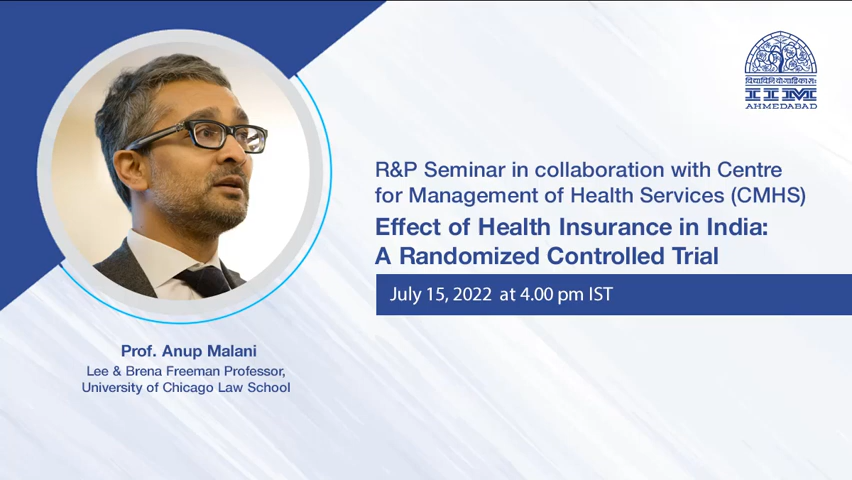 विद्याविनियोगाद्विकासः
IIM
AHMEDABAD
R&P Seminar in collaboration with Centre
for Management of Health Services (CMHS)
Effect of Health Insurance in India:
A Randomized Controlled Trial
July 15, 2022 at 4.00 pm IST
Prof. Anup Malani
Lee & Brena Freeman Professor,
University of Chicago Law School